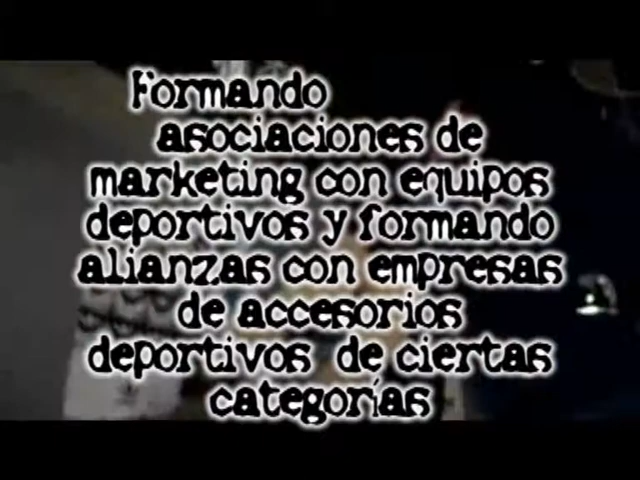 Formando
asociaciones de
marketing con equipos
deportivos y formando
alianzas con empresas
de accesorios
deportivos de ciertas
categorías